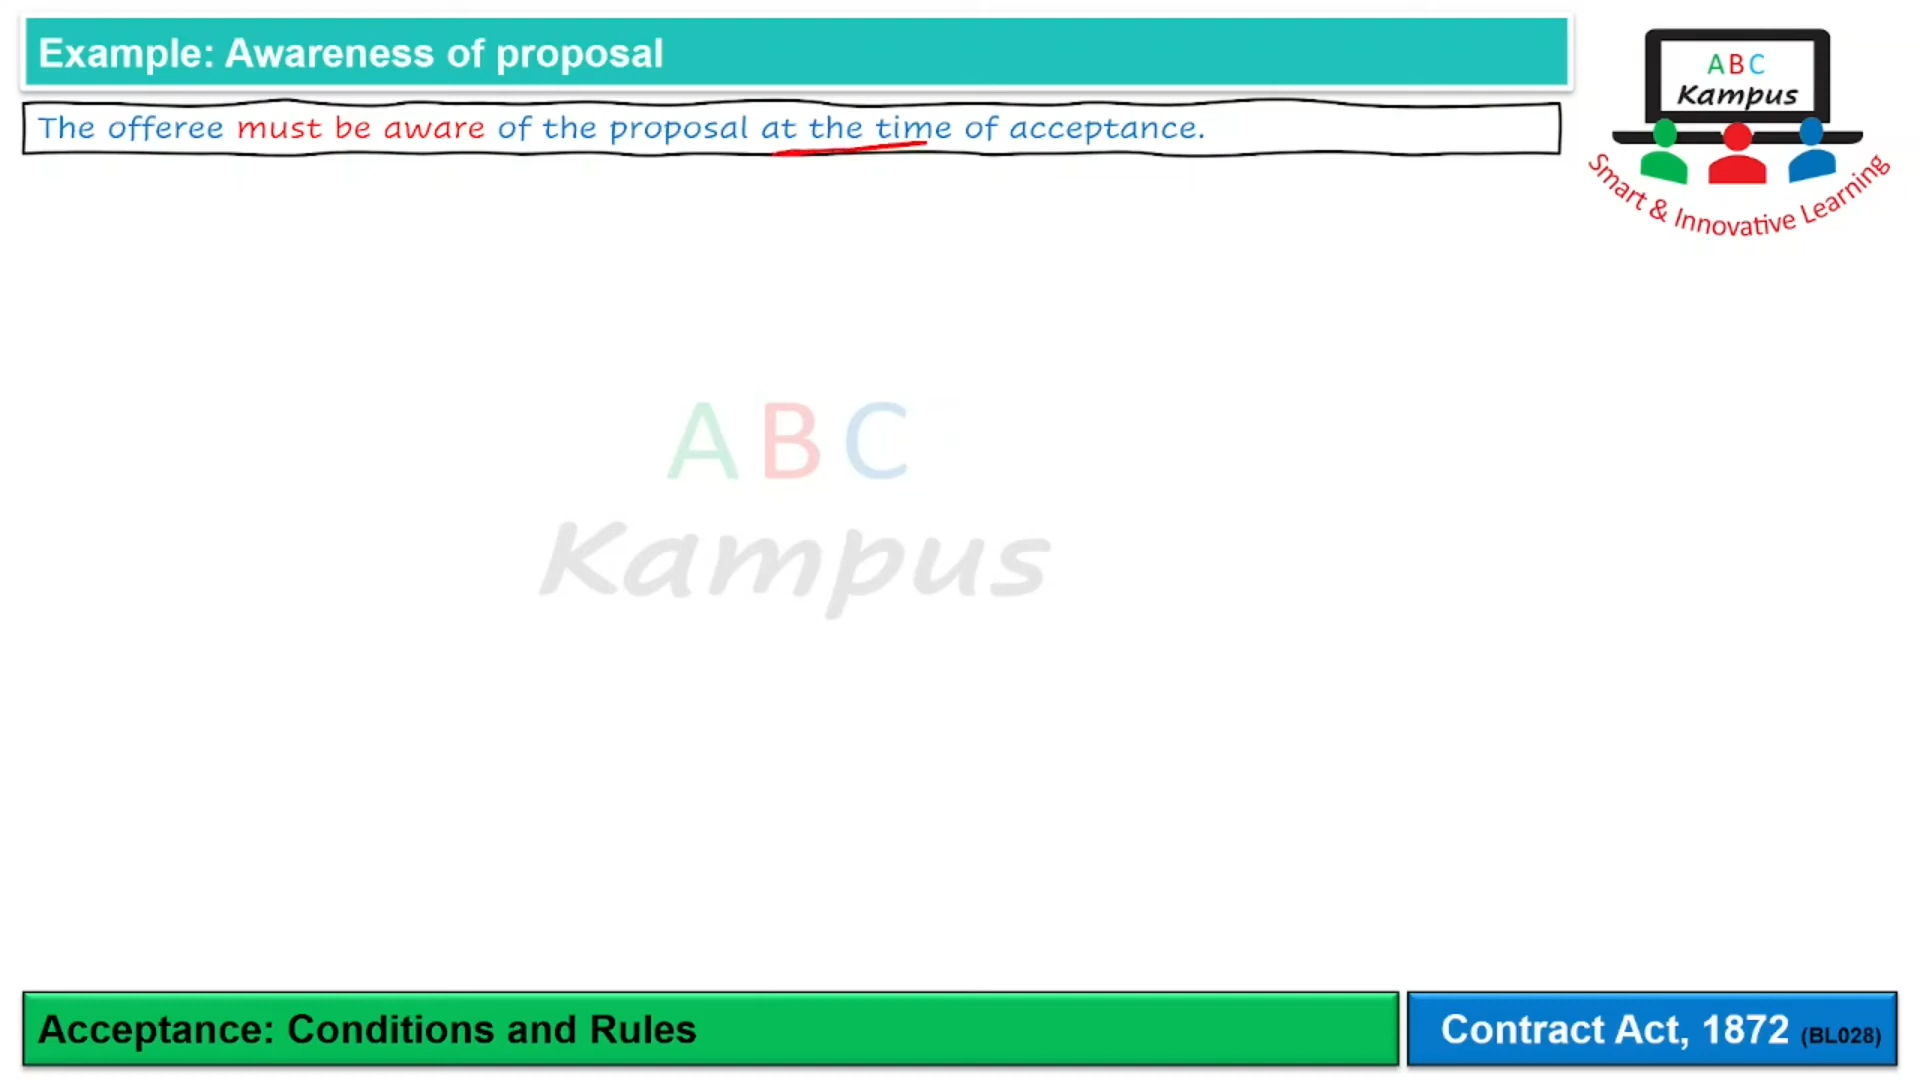 Example: Awareness of proposal
The offeree must be aware of the proposal at the time of acceptance.
ABC
Kampus
Smart & Innovative Learning
ABC
Kampus
Acceptance: Conditions and Rules
Contract Act, 1872 (BL028)